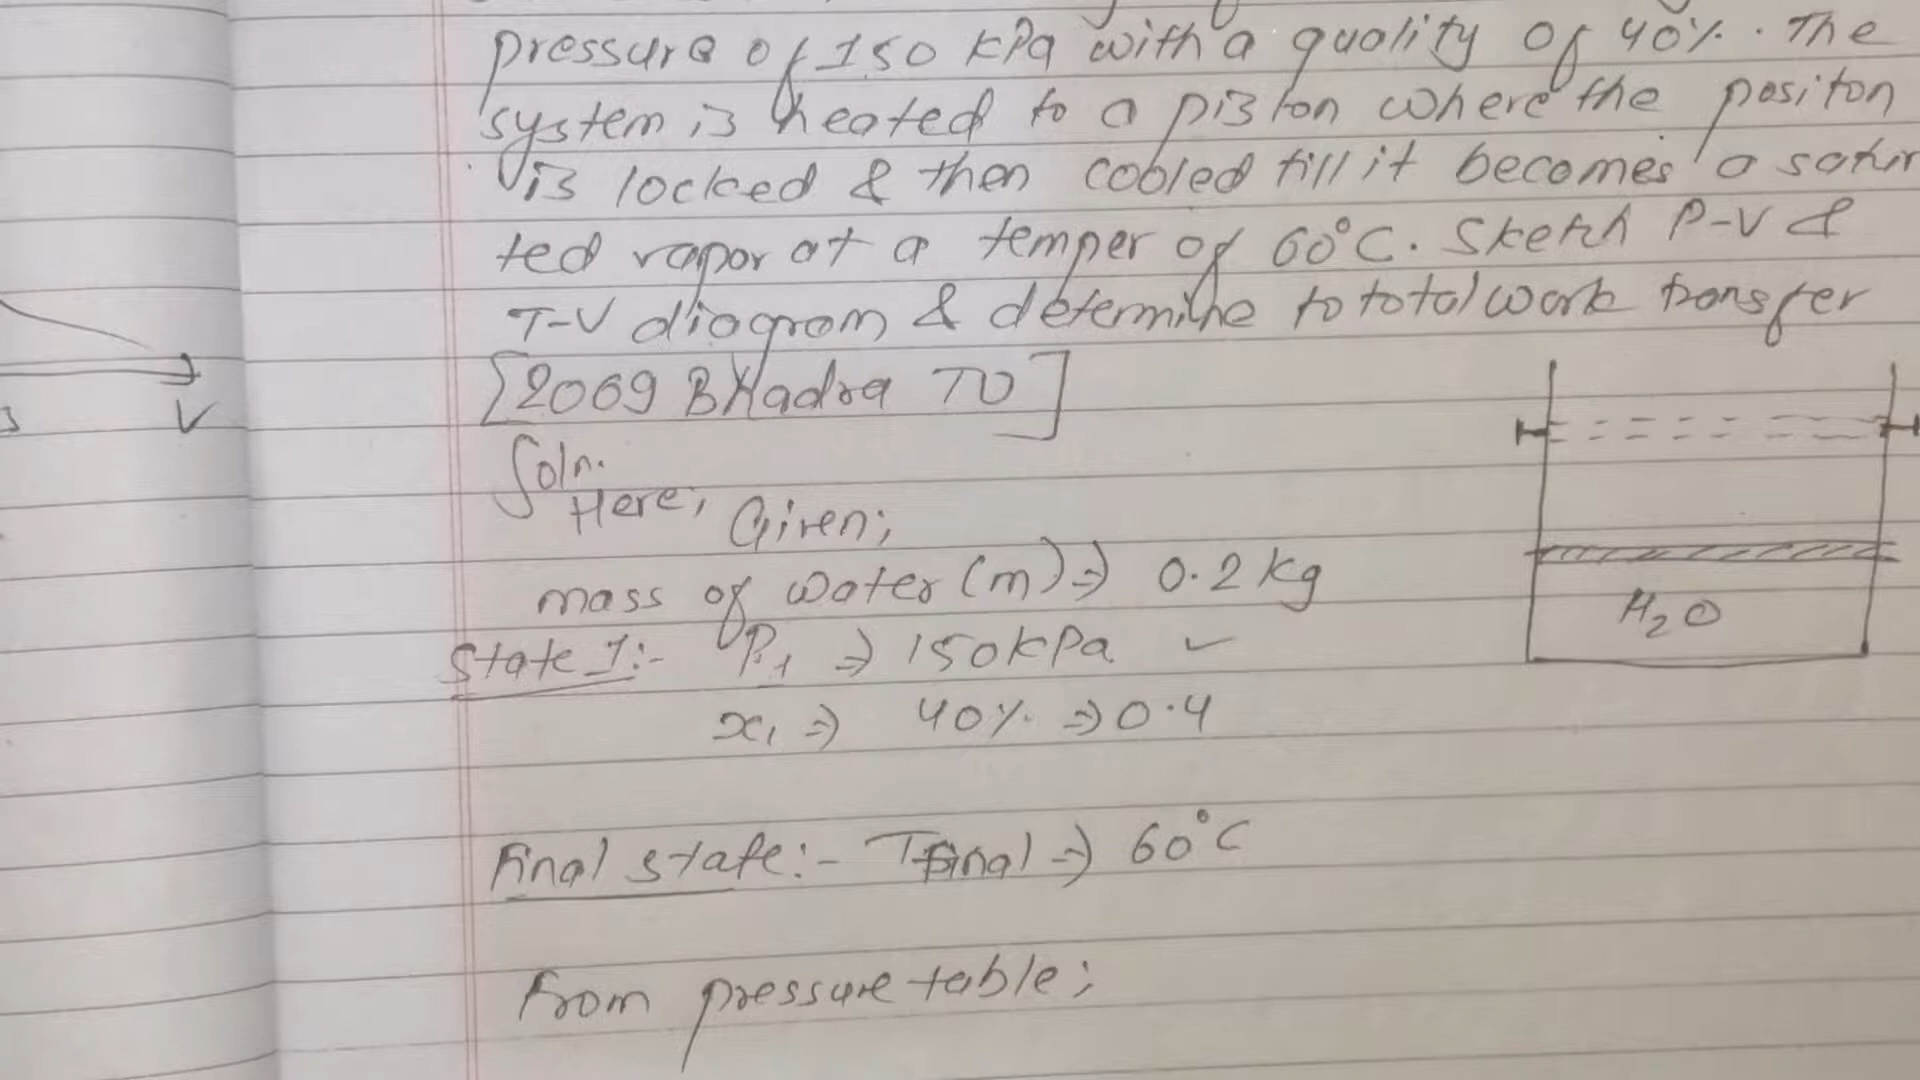 pressure of 150 kPa with a quality of 40%. The
system is heated to a piston where the positon
is locked & then cooled till it becomes a satur
ted vapor at a temper of 60°C. Sketch P-V &
T-V diagram & determine to total work transfer
[2069 BHadra TU]
Soln.
Here, Given;
mass of water (m) ⇒ 0.2 kg
State 1:- P1 ⇒ 150kPa ✓
x1 ⇒ 40% ⇒ 0.4
H2O
Final state:- Tfinal ⇒ 60°C
From pressure table;
V